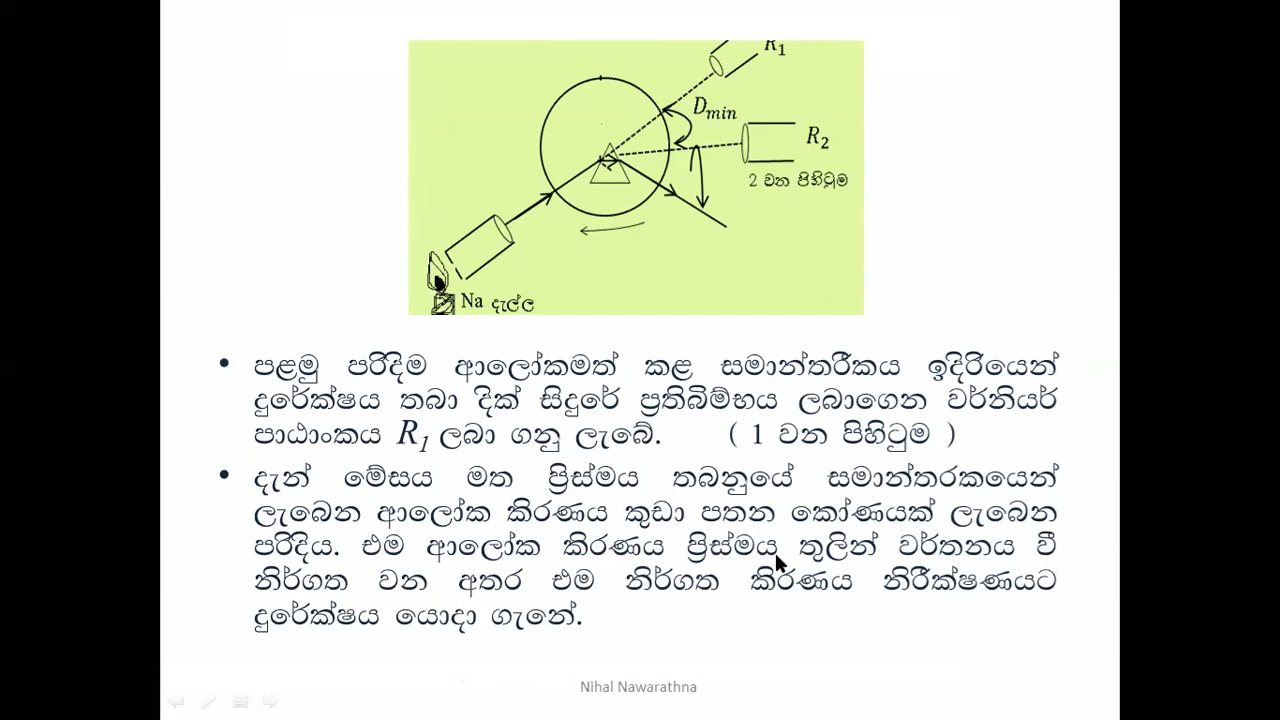 R1
Dmin
R2
2 වන පිහිටුම
Na දැල්ල
• පළමු පරිදිම ආලෝකමත් කළ සමාන්තරීකය ඉදිරියෙන්
දුරේක්ෂය තබා දික් සිදුරේ ප්‍රතිබිම්භය ලබාගෙන වර්නියර්
පාඨාංකය R1 ලබා ගනු ලැබේ. ( 1 වන පිහිටුම )
• දැන් මේසය මත ප්‍රිස්මය තබනුයේ සමාන්තරකයෙන්
ලැබෙන ආලෝක කිරණය කුඩා පතන කෝණයක් ලැබෙන
පරිදිය. එම ආලෝක කිරණය ප්‍රිස්මය තුලින් වර්තනය වී
නිර්ගත වන අතර එම නිර්ගත කිරණය නිරීක්ෂණයට
දුරේක්ෂය යොදා ගැනේ.
Nihal Nawarathna